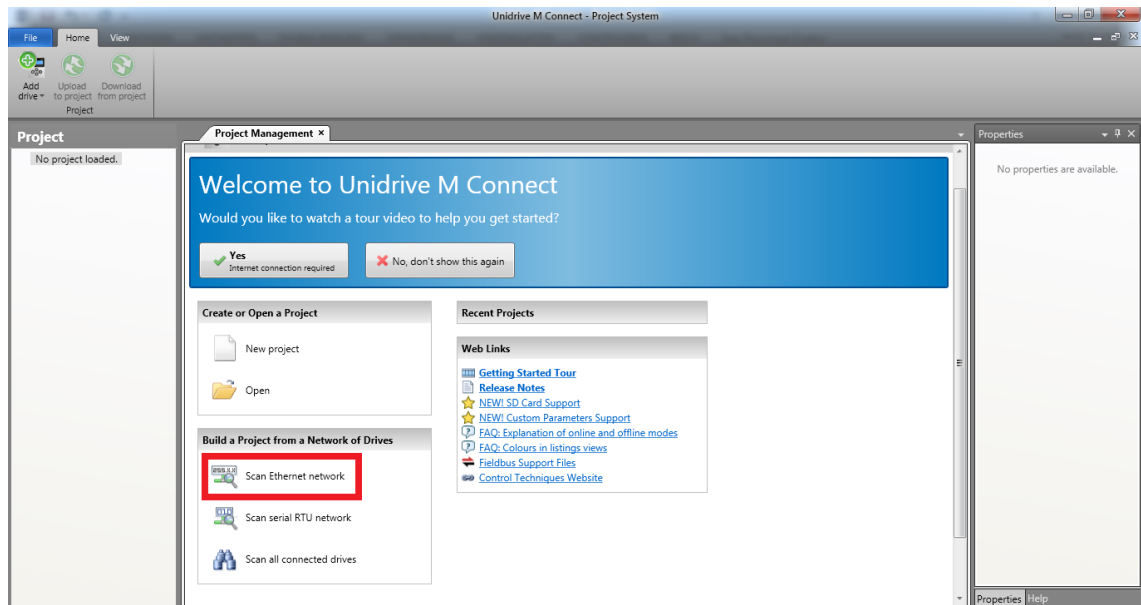 Unidrive M Connect - Project System
File Home View
Add drive
Upload to project
Download from project
Project
Project
No project loaded.
Project Management ×
Welcome to Unidrive M Connect
Would you like to watch a tour video to help you get started?
Yes
Internet connection required
No, don't show this again
Create or Open a Project
New project
Open
Build a Project from a Network of Drives
Scan Ethernet network
Scan serial RTU network
Scan all connected drives
Recent Projects
Web Links
Getting Started Tour
Release Notes
NEW! SD Card Support
NEW! Custom Parameters Support
FAQ: Explanation of online and offline modes
FAQ: Colours in listings views
Fieldbus Support Files
Control Techniques Website
Properties
No properties are available.
Properties Help